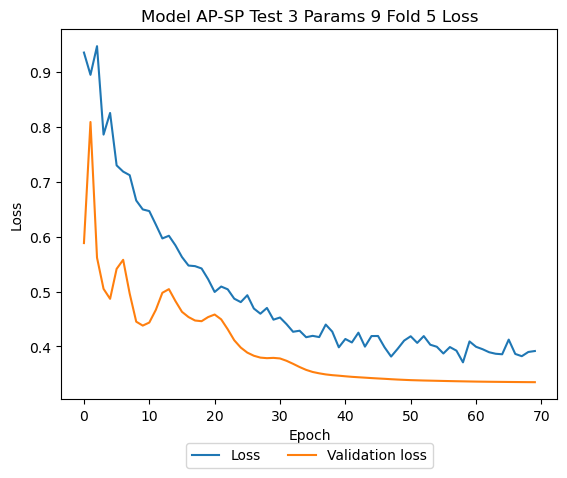 Model AP-SP Test 3 Params 9 Fold 5 Loss
Loss
0.9
0.8
0.7
0.6
0.5
0.4
0 10 20 30 40 50 60 70
Epoch
Loss Validation loss